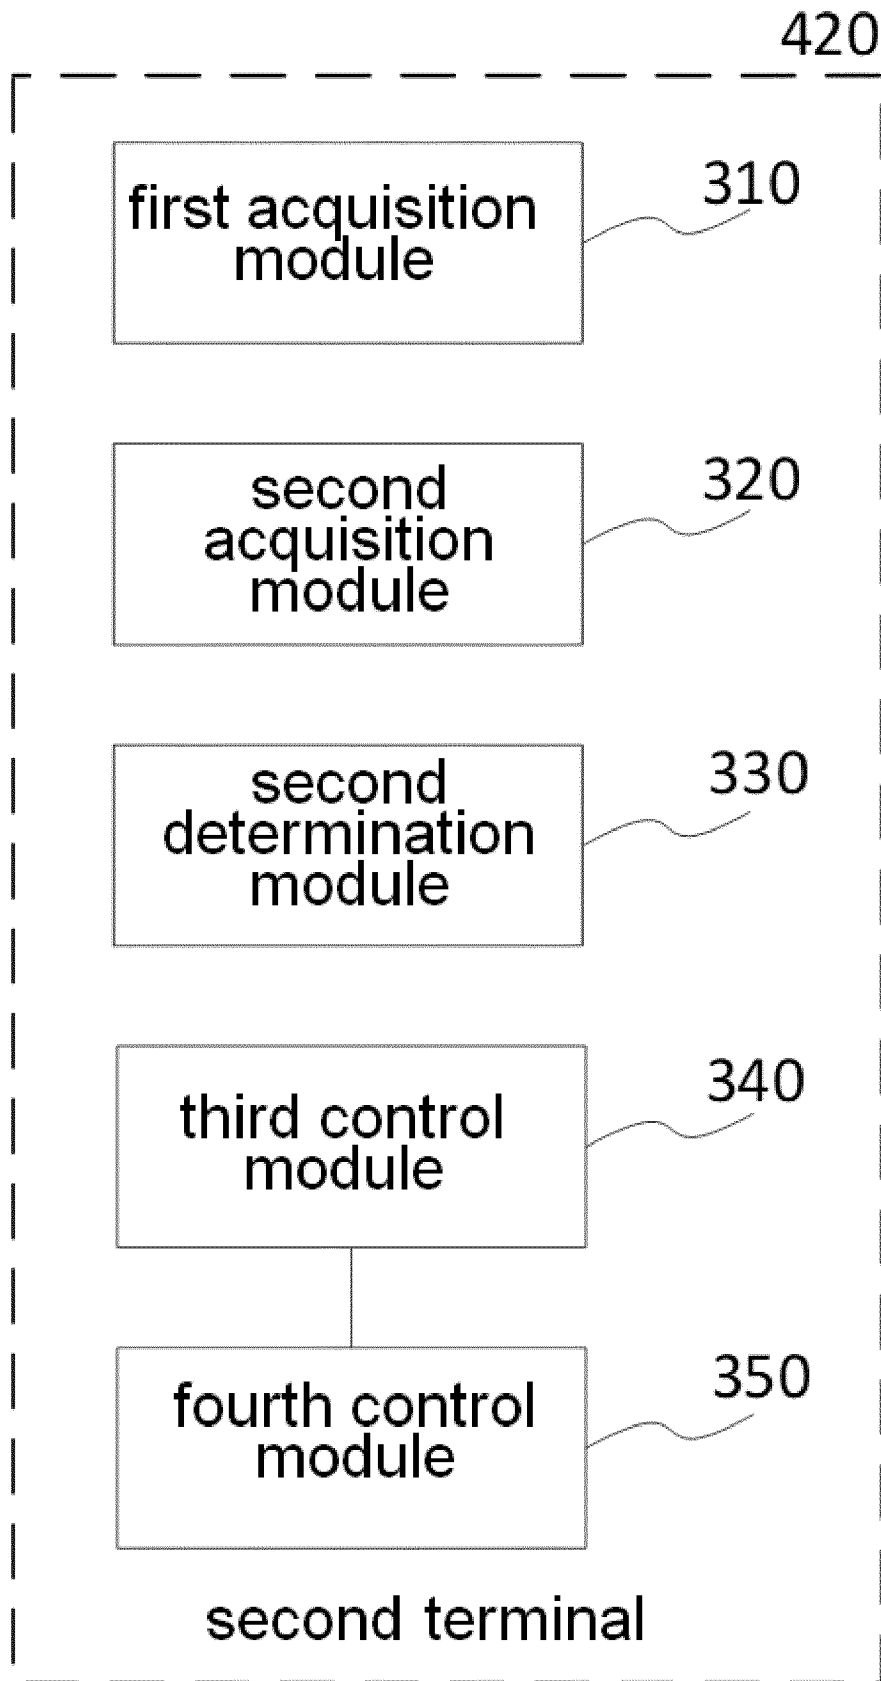 420
first acquisition
module
310
second
acquisition
module
320
second
determination
module
330
third control
module
340
fourth control
module
350
second terminal